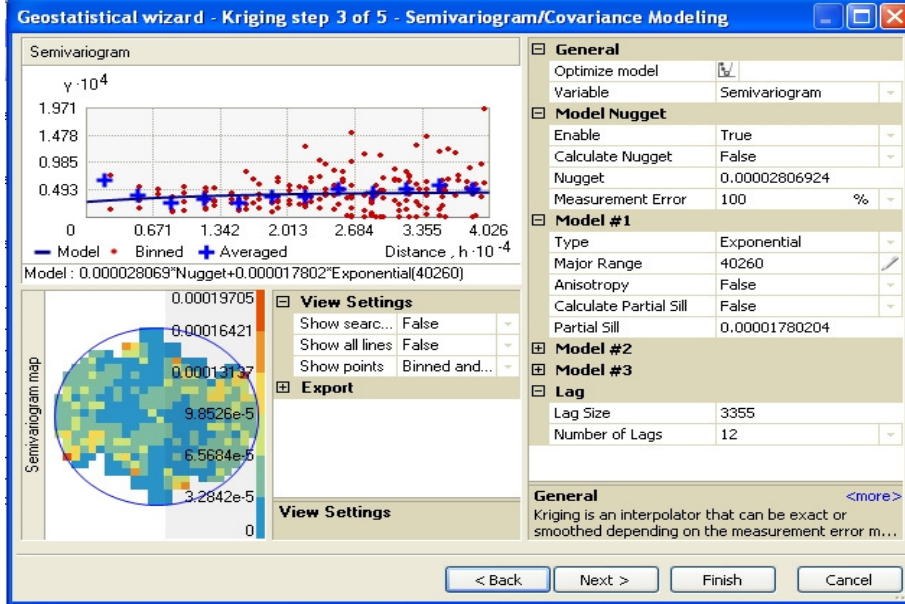 Geostatistical wizard - Kriging step 3 of 5 - Semivariogram/Covariance Modeling
Semivariogram
γ·10⁴
1.971
1.478
0.985
0.493
0 0.671 1.342 2.013 2.684 3.355 4.026
Model Binned Averaged Distance , h·10⁻⁴
Model : 0.000028069*Nugget+0.000017802*Exponential(40260)
Semivariogram map
0.00019705
0.00016421
0.00013137
9.8526e-5
6.5684e-5
3.2842e-5
0
View Settings
Show searc... False
Show all lines False
Show points Binned and...
Export
View Settings
General
Optimize model
Variable Semivariogram
Model Nugget
Enable True
Calculate Nugget False
Nugget 0.00002806924
Measurement Error 100 %
Model #1
Type Exponential
Major Range 40260
Anisotropy False
Calculate Partial Sill False
Partial Sill 0.00001780204
Model #2
Model #3
Lag
Lag Size 3355
Number of Lags 12
General <more>
Kriging is an interpolator that can be exact or
smoothed depending on the measurement error m...
< Back Next > Finish Cancel